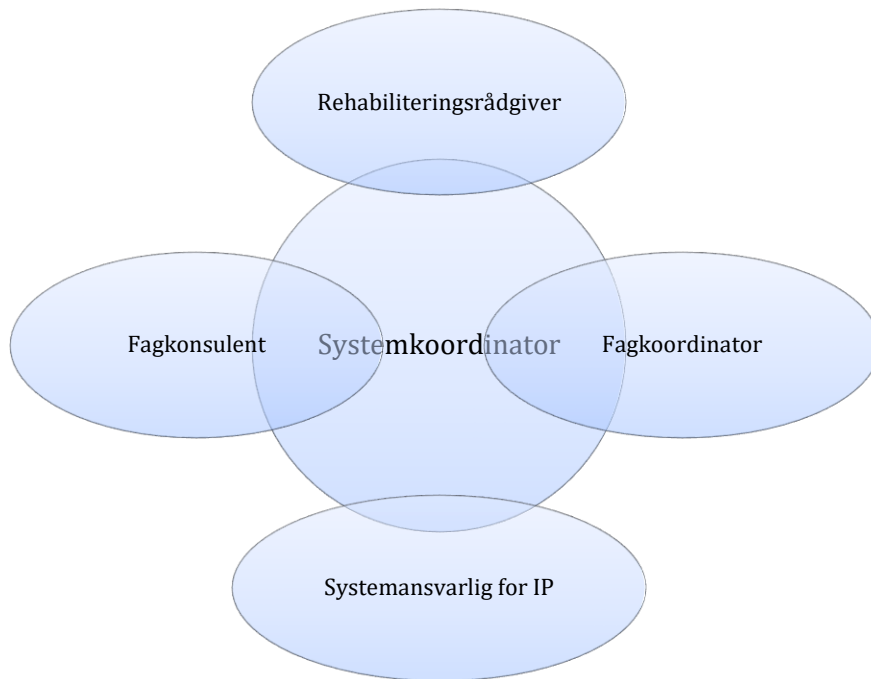 Rehabiliteringsrådgiver
Fagkonsulent
Systemkoordinator
Fagkoordinator
Systemansvarlig for IP